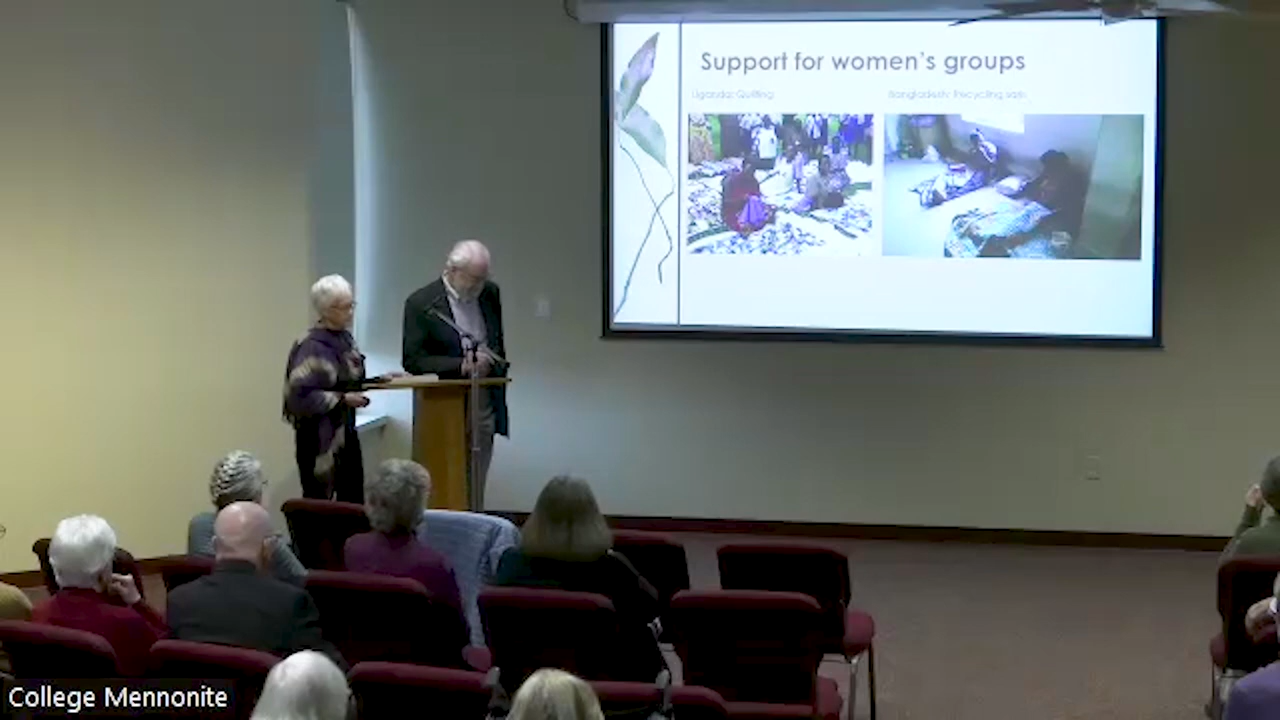 Support for women's groups
Uganda: Quilting
Bangladesh: Recycling saris
College Mennonite